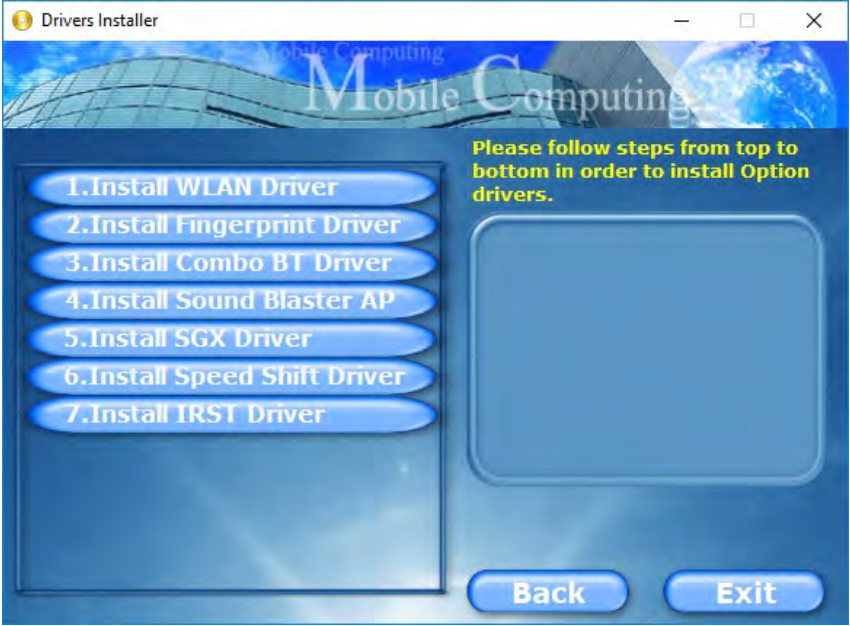 Drivers Installer
Mobile Computing
Mobile Computing
Please follow steps from top to
bottom in order to install Option
drivers.
1.Install WLAN Driver
2.Install Fingerprint Driver
3.Install Combo BT Driver
4.Install Sound Blaster AP
5.Install SGX Driver
6.Install Speed Shift Driver
7.Install IRST Driver
Back
Exit